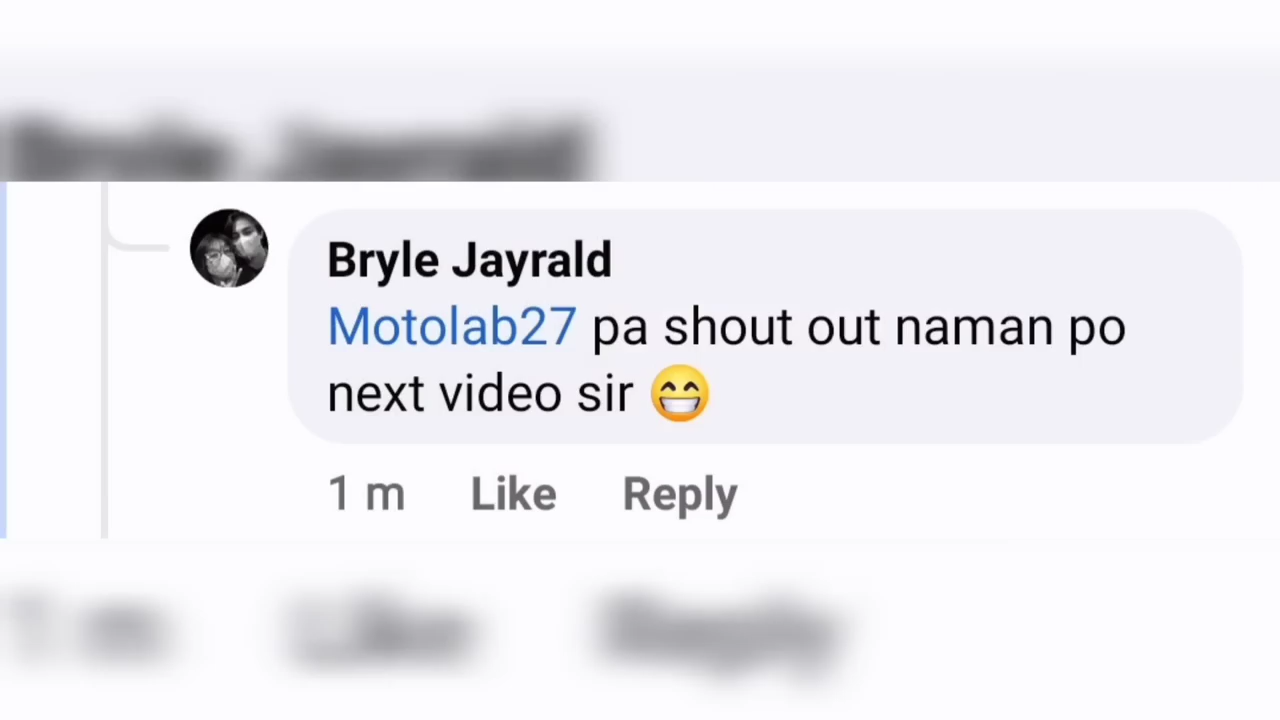 Bryle Jayrald
Motolab27 pa shout out naman po
next video sir 😁
1 m Like Reply